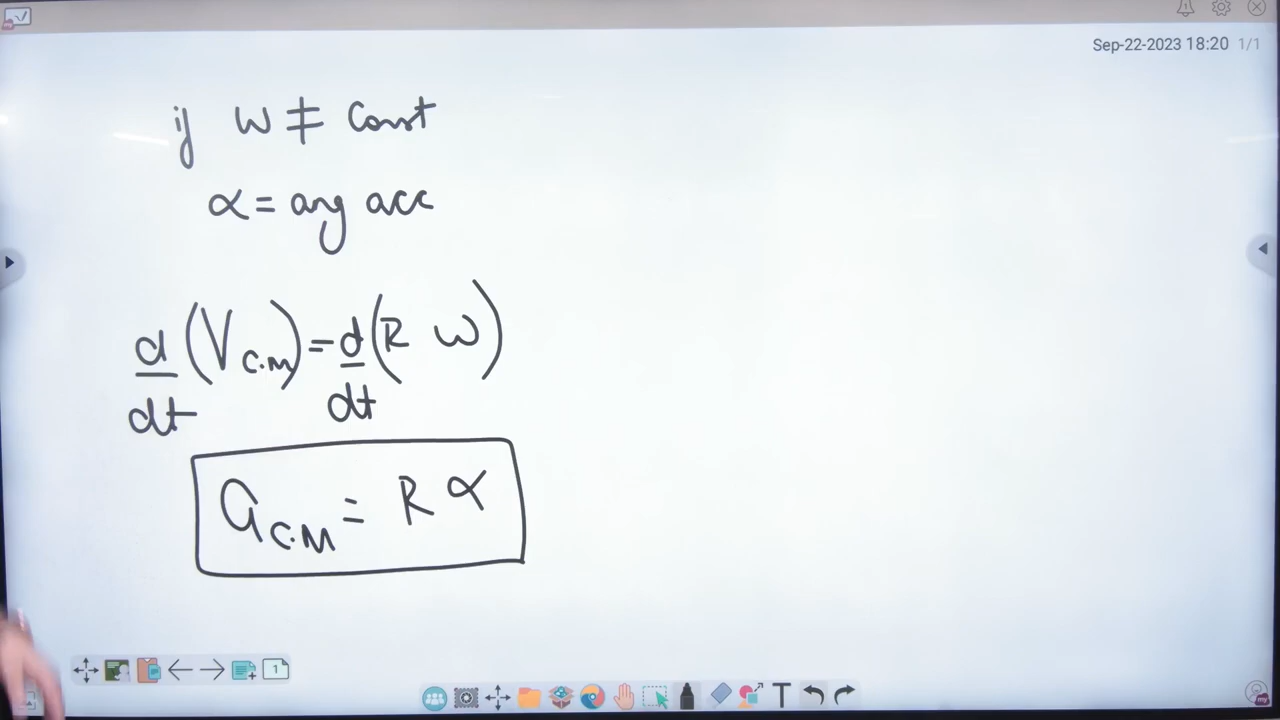 Sep-22-2023 18:20 1/1
if ω ≠ Const
α = ang acc
d/dt (V_C.M) = d/dt (R ω)
a_C.M = R α
1
T